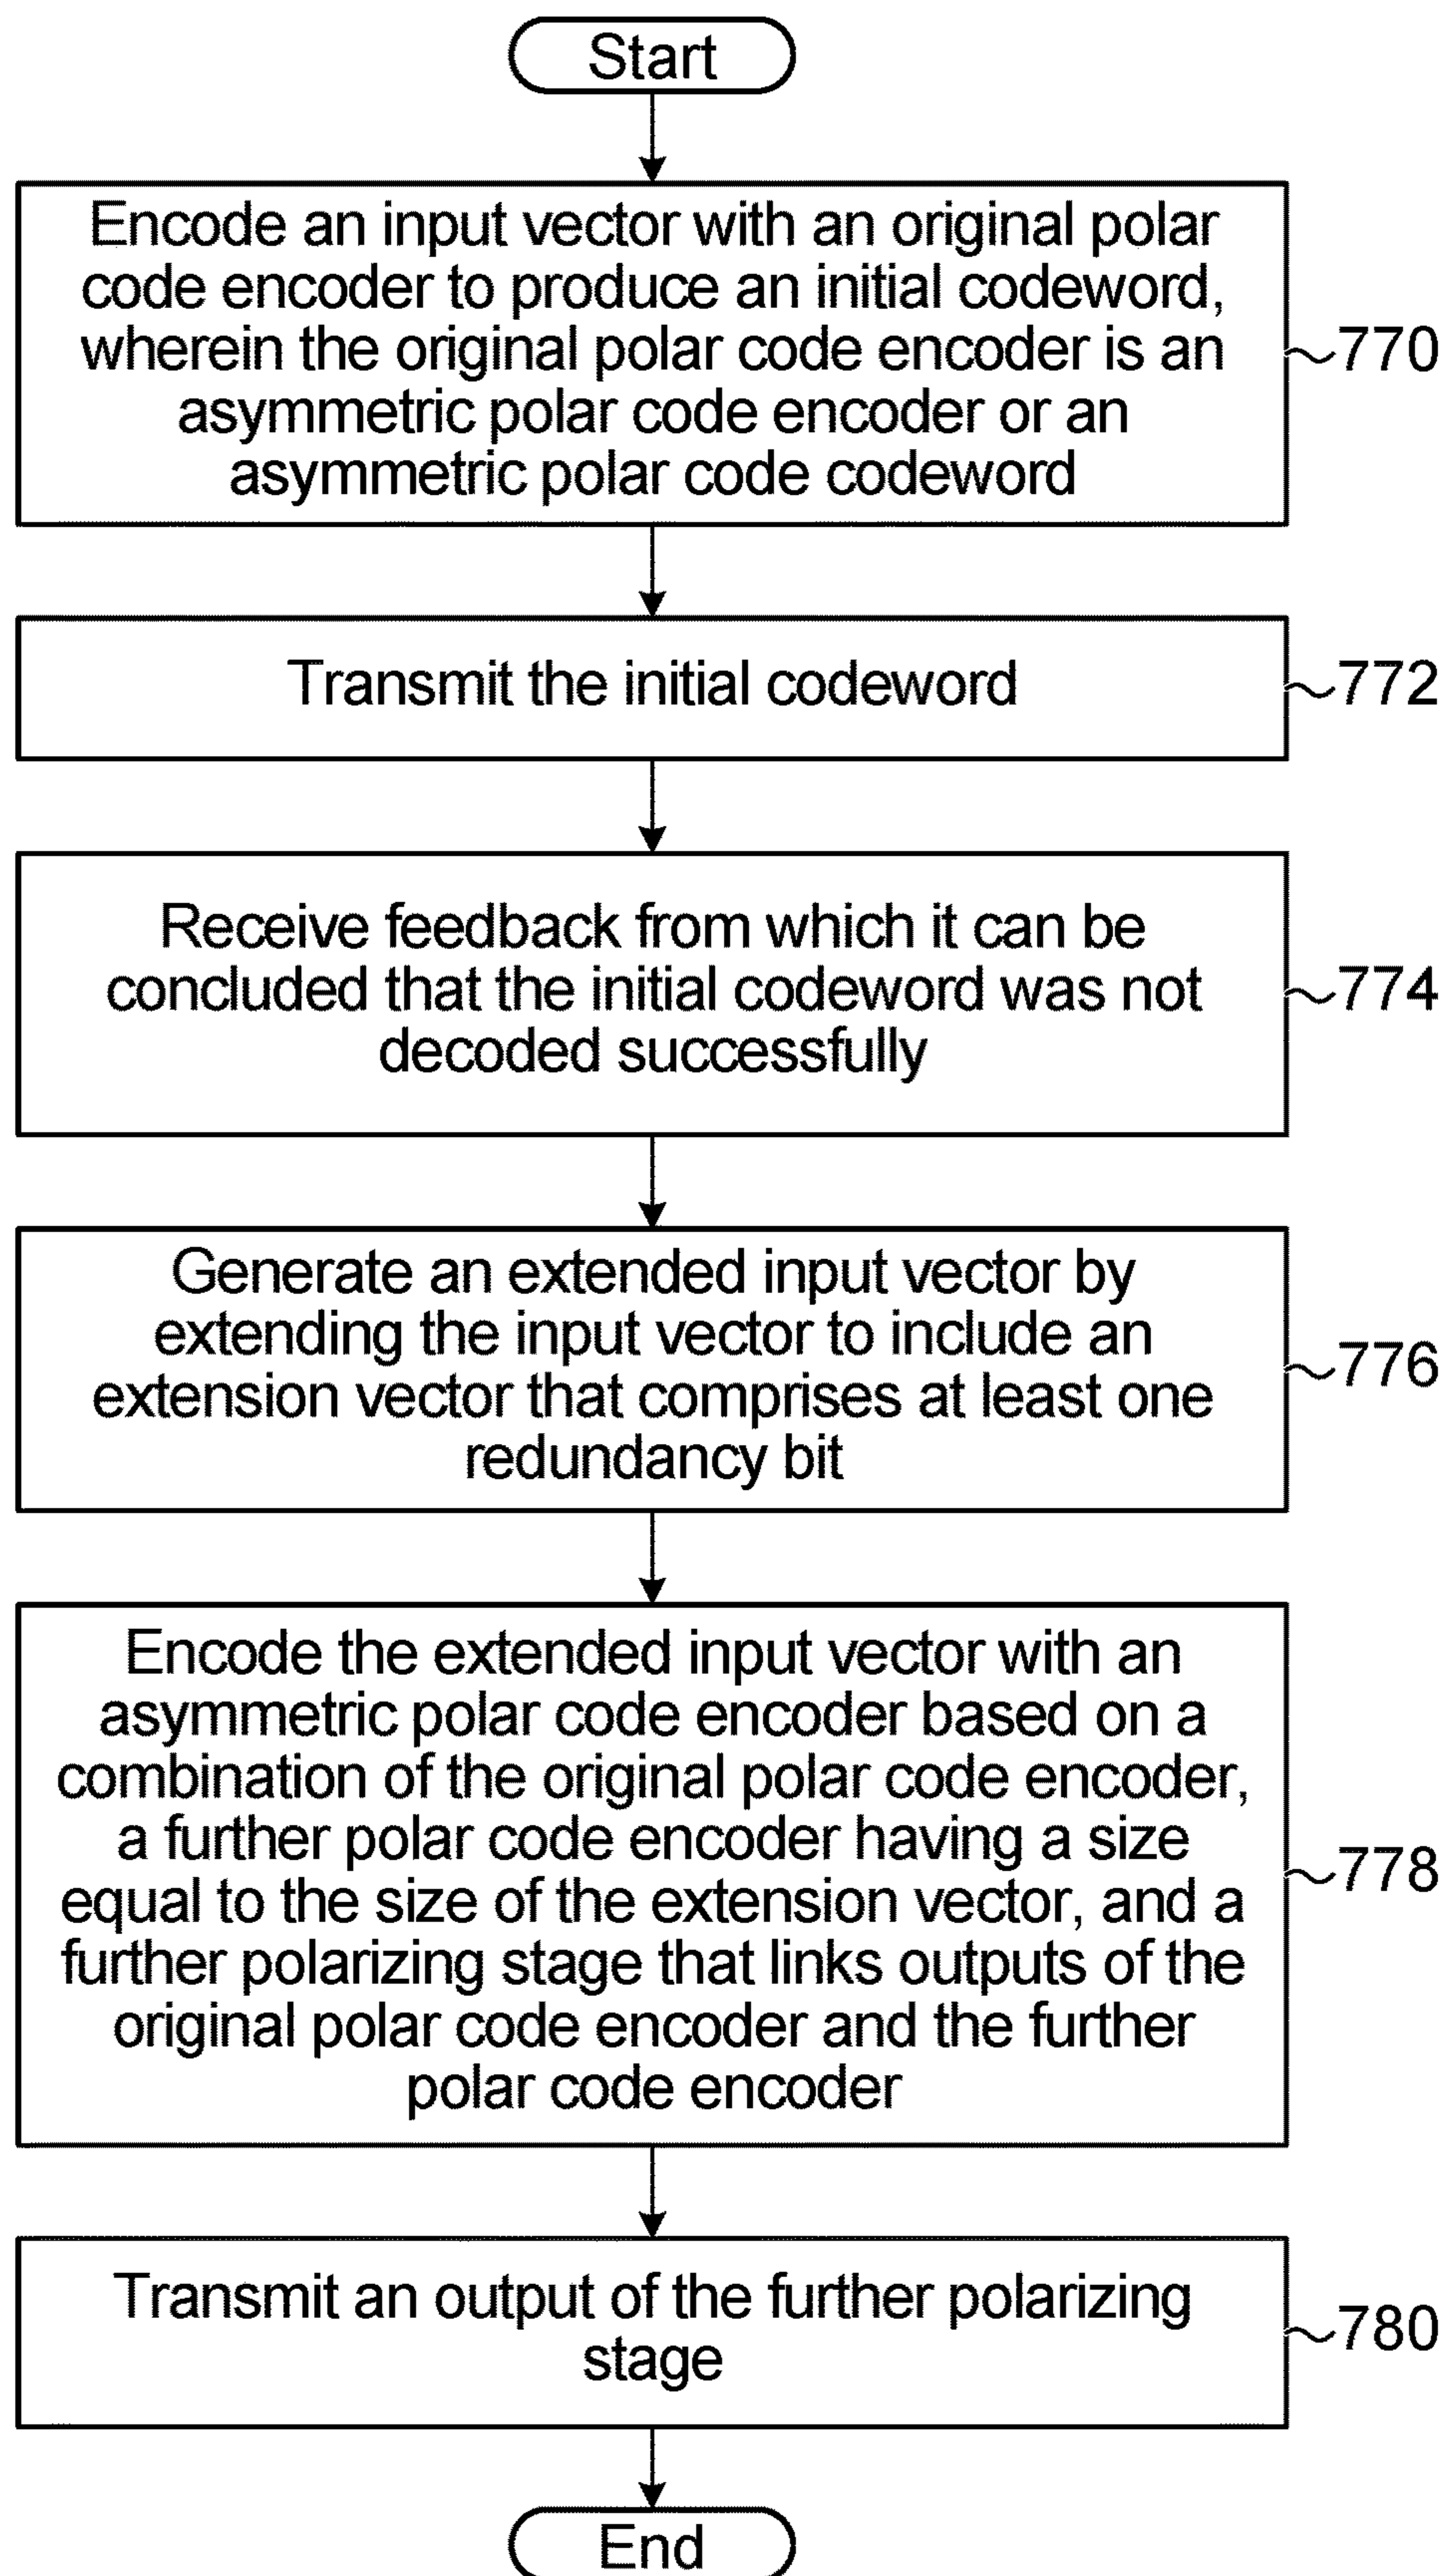 Start
Encode an input vector with an original polar
code encoder to produce an initial codeword,
wherein the original polar code encoder is an
asymmetric polar code encoder or an
asymmetric polar code codeword
770
Transmit the initial codeword
772
Receive feedback from which it can be
concluded that the initial codeword was not
decoded successfully
774
Generate an extended input vector by
extending the input vector to include an
extension vector that comprises at least one
redundancy bit
776
Encode the extended input vector with an
asymmetric polar code encoder based on a
combination of the original polar code encoder,
a further polar code encoder having a size
equal to the size of the extension vector, and a
further polarizing stage that links outputs of the
original polar code encoder and the further
polar code encoder
778
Transmit an output of the further polarizing
stage
780
End